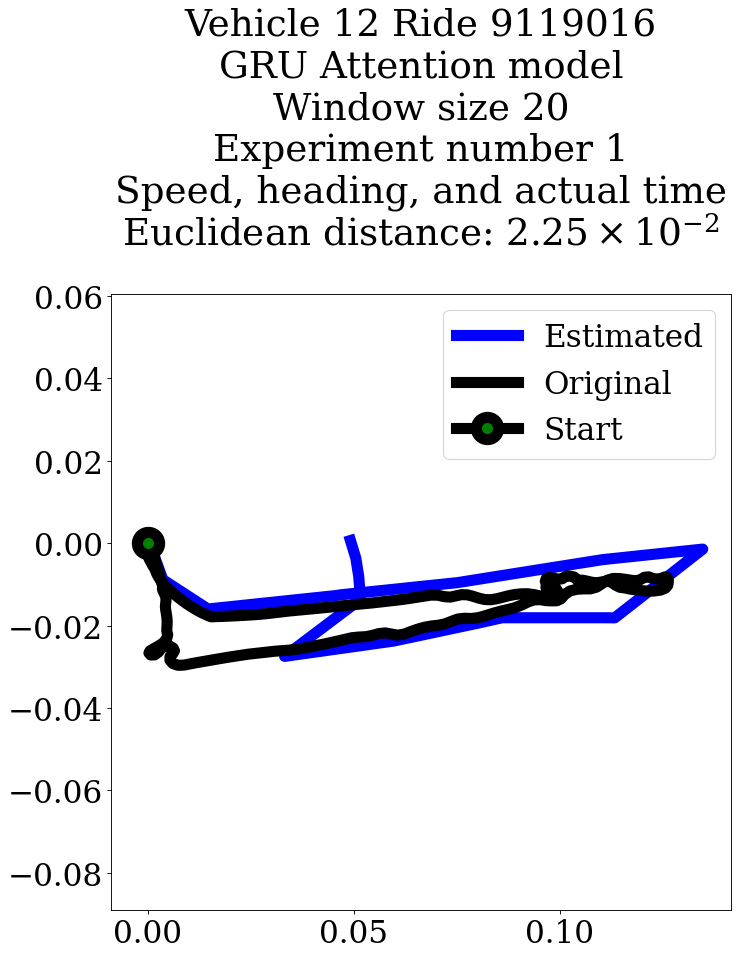 Vehicle 12 Ride 9119016
GRU Attention model
Window size 20
Experiment number 1
Speed, heading, and actual time
Euclidean distance: 2.25 × 10⁻²
0.06
0.04
0.02
0.00
−0.02
−0.04
−0.06
−0.08
Estimated
Original
Start
0.00
0.05
0.10